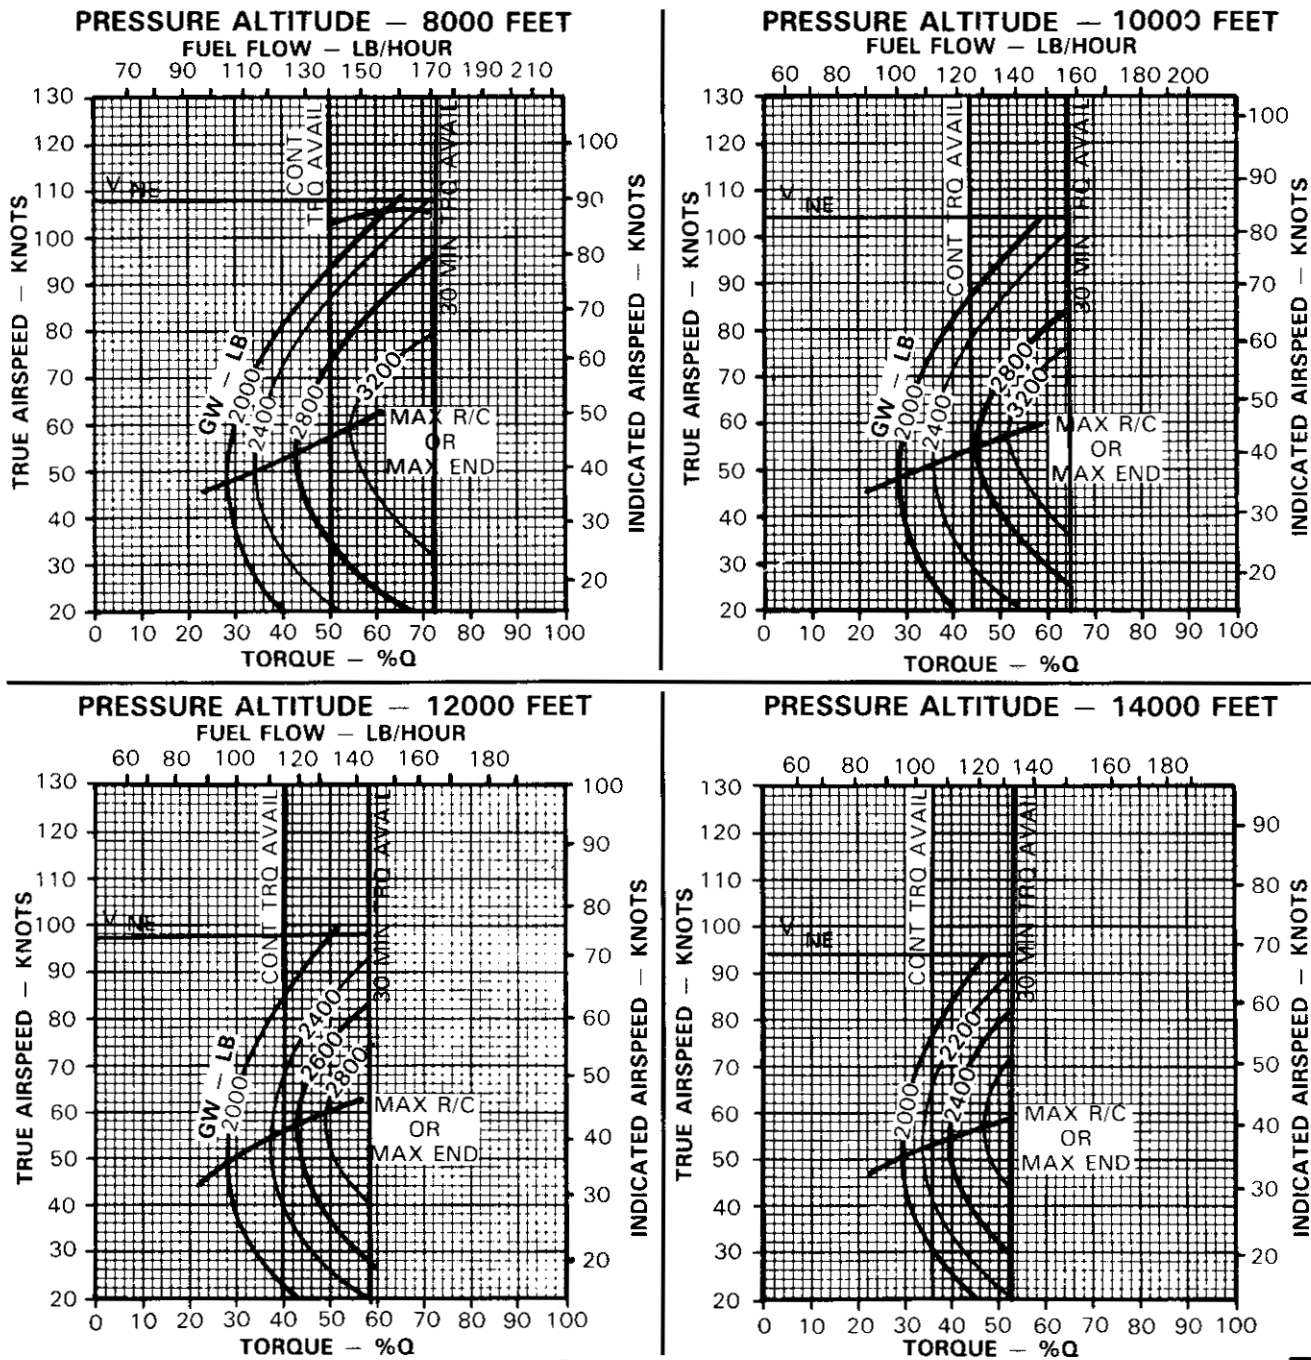 PRESSURE ALTITUDE — 8000 FEET
FUEL FLOW — LB/HOUR
70 90 110 130 140 150 170 190 210
130
120
110
100
90
80
70
60
50
40
30
20
TRUE AIRSPEED — KNOTS
V NE
CONT TRQ AVAIL
30 MIN TRQ AVAIL
GW — LB
2000
2400
2800
3200
MAX R/C
OR
MAX END
100
90
80
70
60
50
40
30
20
INDICATED AIRSPEED — KNOTS
0 10 20 30 40 50 60 70 80 90 100
TORQUE — %Q
PRESSURE ALTITUDE — 10000 FEET
FUEL FLOW — LB/HOUR
60 80 100 120 130 140 150 160 180 200
130
120
110
100
90
80
70
60
50
40
30
20
TRUE AIRSPEED — KNOTS
V NE
CONT TRQ AVAIL
30 MIN TRQ AVAIL
GW — LB
2000
2400
2800
3200
MAX R/C
OR
MAX END
100
90
80
70
60
50
40
30
20
INDICATED AIRSPEED — KNOTS
0 10 20 30 40 50 60 70 80 90 100
TORQUE — %Q
PRESSURE ALTITUDE — 12000 FEET
FUEL FLOW — LB/HOUR
60 80 100 120 130 140 160 180
130
120
110
100
90
80
70
60
50
40
30
20
TRUE AIRSPEED — KNOTS
V NE
CONT TRQ AVAIL
30 MIN TRQ AVAIL
GW — LB
2000
2400
2600
2800
MAX R/C
OR
MAX END
100
90
80
70
60
50
40
30
20
INDICATED AIRSPEED — KNOTS
0 10 20 30 40 50 60 70 80 90 100
TORQUE — %Q
PRESSURE ALTITUDE — 14000 FEET
60 80 100 120 130 140 160 180
130
120
110
100
90
80
70
60
50
40
30
20
TRUE AIRSPEED — KNOTS
V NE
CONT TRQ AVAIL
30 MIN TRQ AVAIL
2000
2200
2400
MAX R/C
OR
MAX END
90
80
70
60
50
40
30
20
INDICATED AIRSPEED — KNOTS
0 10 20 30 40 50 60 70 80 90 100
TORQUE — %Q